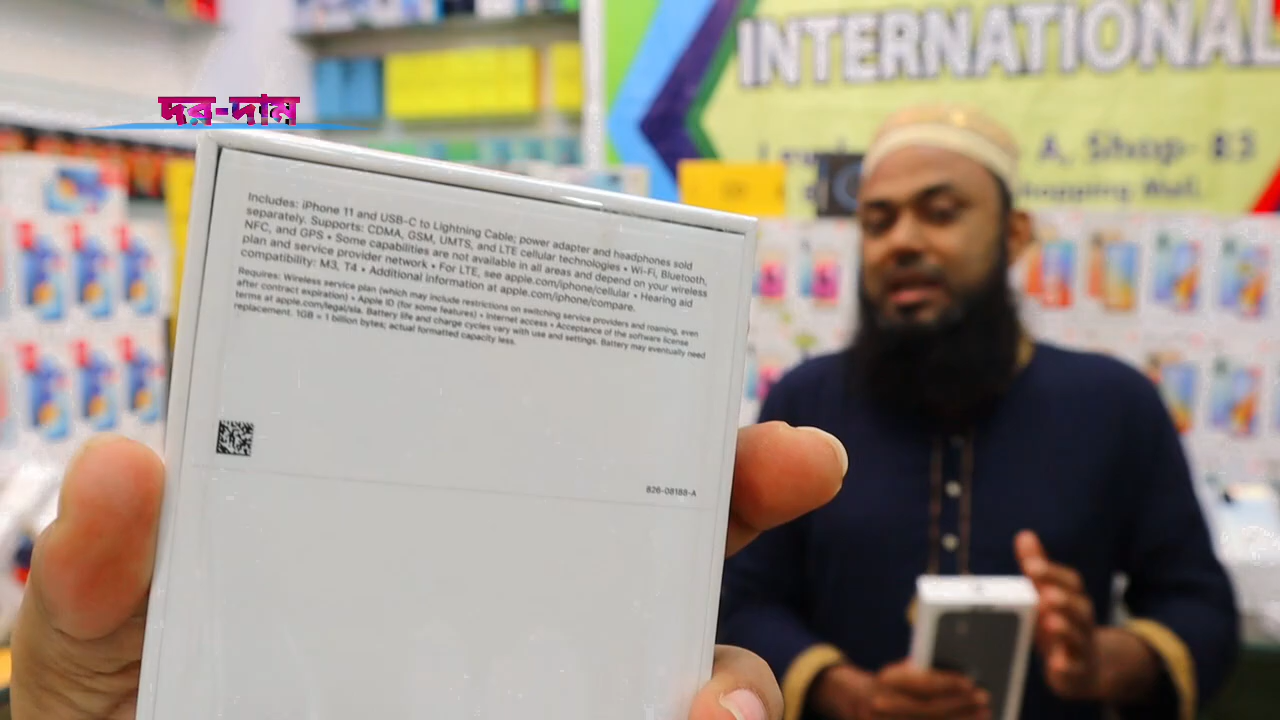 INTERNATIONAL
দর-দাম
A, Shop- 83
Shopping Mall.
Includes: iPhone 11 and USB-C to Lightning Cable; power adapter and headphones sold
separately. Supports: CDMA, GSM, UMTS, and LTE cellular technologies • Wi-Fi, Bluetooth,
NFC, and GPS • Some capabilities are not available in all areas and depend on your wireless
plan and service provider network • For LTE, see apple.com/iphone/cellular • Hearing aid
compatibility: M3, T4 • Additional information at apple.com/iphone/compare.
Requires: Wireless service plan (which may include restrictions on switching service providers and roaming, even
after contract expiration) • Apple ID (for some features) • Internet access • Acceptance of the software license
terms at apple.com/legal/sla. Battery life and charge cycles vary with use and settings. Battery may eventually need
replacement. 1GB = 1 billion bytes; actual formatted capacity less.
826-08188-A